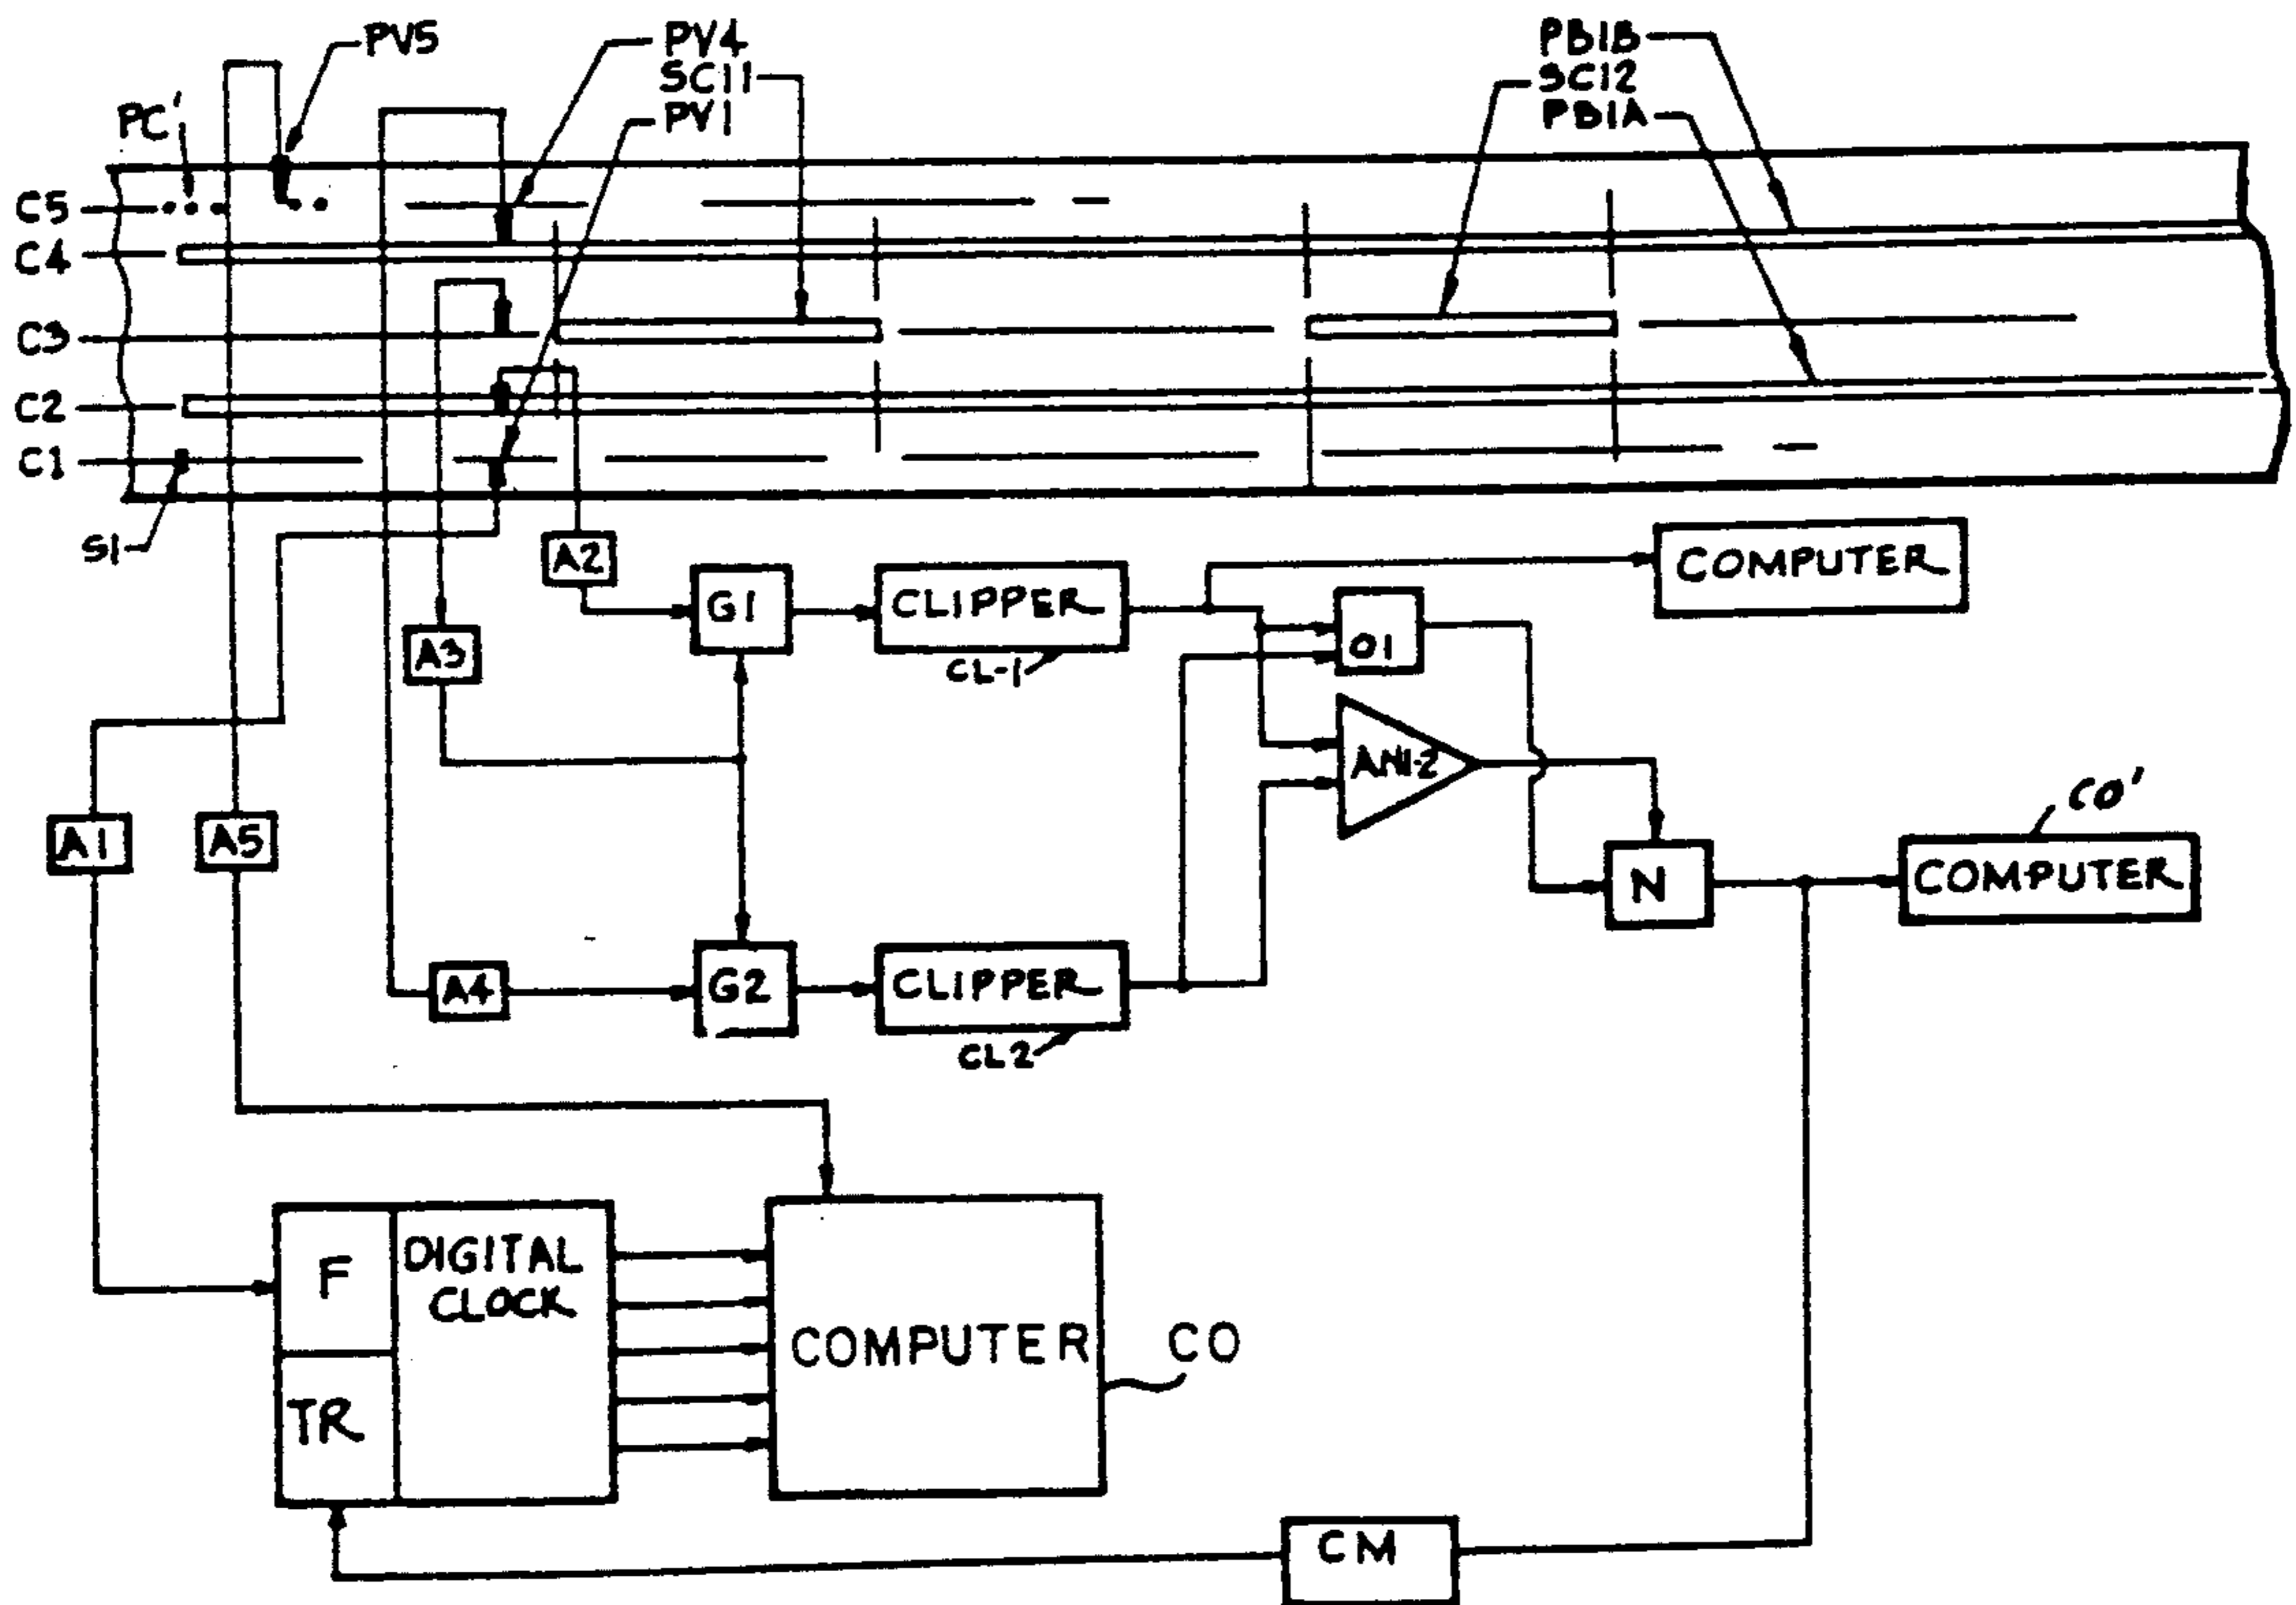 PV5
PV4
SC11
PV1
PB1B
SC12
PB1A
PC'
C5
C4
C3
C2
C1
S1
A2
G1
CLIPPER
CL-1
COMPUTER
O1
A3
AN1-2
A1
A5
CO'
N
COMPUTER
A4
G2
CLIPPER
CL2
F
DIGITAL
CLOCK
COMPUTER
CO
TR
CM